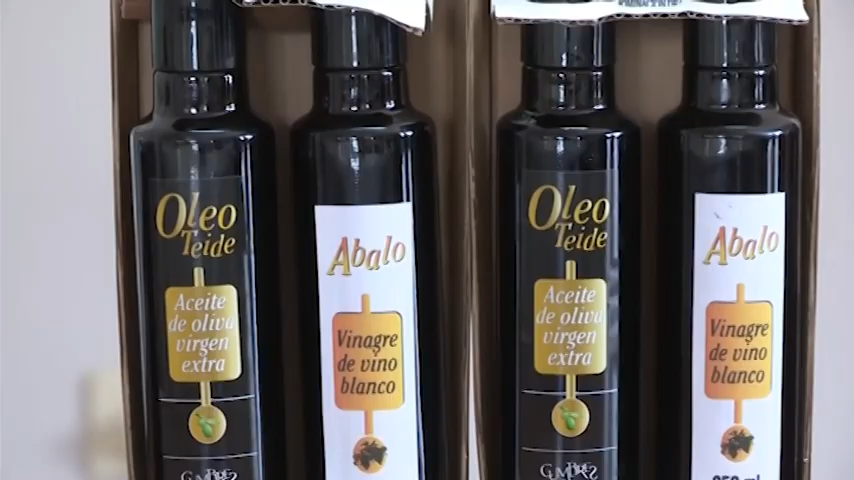 Oleo
Teide
Aceite
de oliva
virgen
extra
Abalo
Vinagre
de vino
blanco
Oleo
Teide
Aceite
de oliva
virgen
extra
Abalo
Vinagre
de vino
blanco